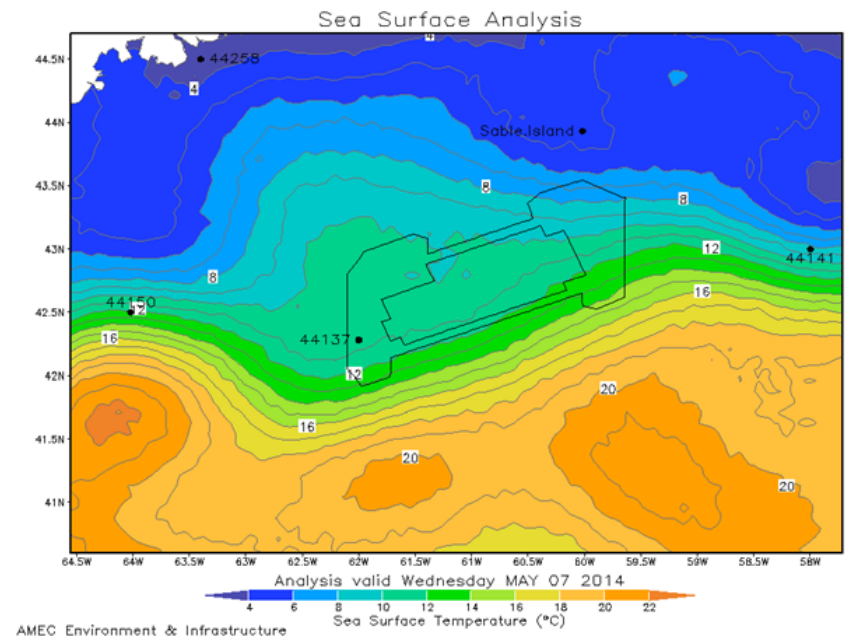 Sea Surface Analysis
4
44.5N
44258
4
44N
Sable.Island
43.5N
8
8
43N
12
44141
8
16
44150
12
42.5N
16
44137
42N
12
20
16
41.5N
20
20
41N
64.5W 64W 63.5W 63W 62.5W 62W 61.5W 61W 60.5W 60W 59.5W 59W 58.5W 58W
Analysis valid Wednesday MAY 07 2014
4 6 8 10 12 14 16 18 20 22
Sea Surface Temperature (°C)
AMEC Environment & Infrastructure